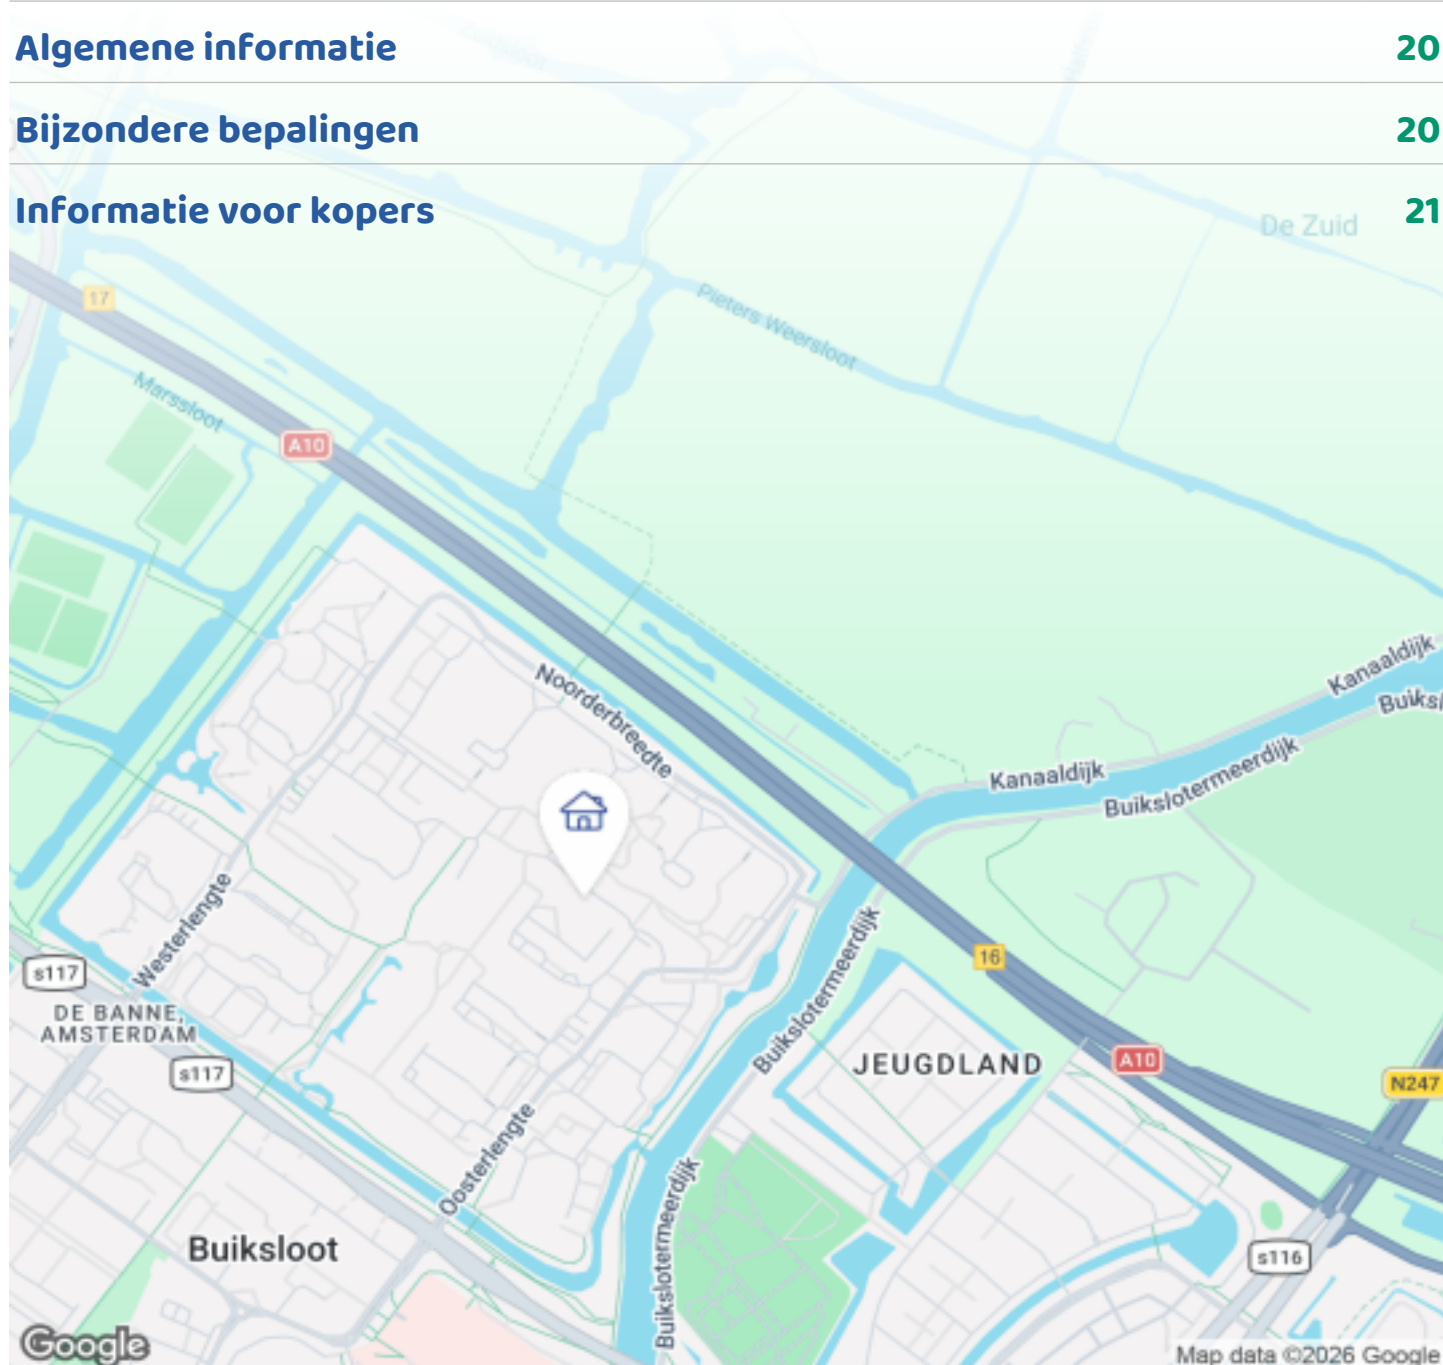 Algemene informatie 20
Bijzondere bepalingen 20
Informatie voor kopers 21
De Zuid
17
Pieters Weersloot
Marssloot
A10
Kanaaldijk
Noorderbreedte
Kanaaldijk
Buikslotermeerdijk
Westerlengte
Buikslotermeerdijk
16
s117
DE BANNE,
AMSTERDAM
s117
JEUGDLAND
A10
N247
Oosterlengte
Buikslotermeerdijk
Buiksloot
s116
Google
Map data ©2026 Google